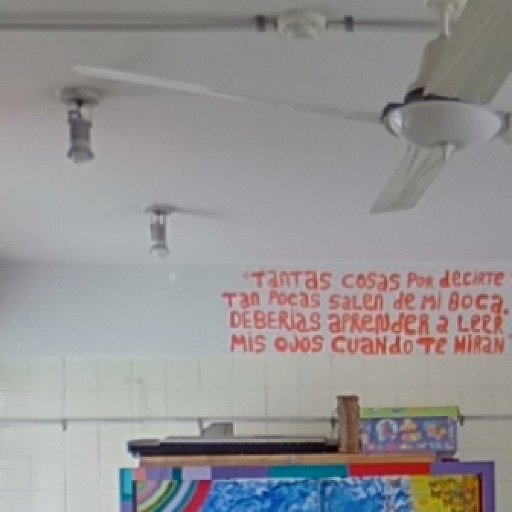 "TANTAS COSAS POR decirte
TAN POCAS SALEN de MI BOCA.
DEBERÍAS APRENDER a LEER
MIS OJOS CUANDO TE MIRAN"